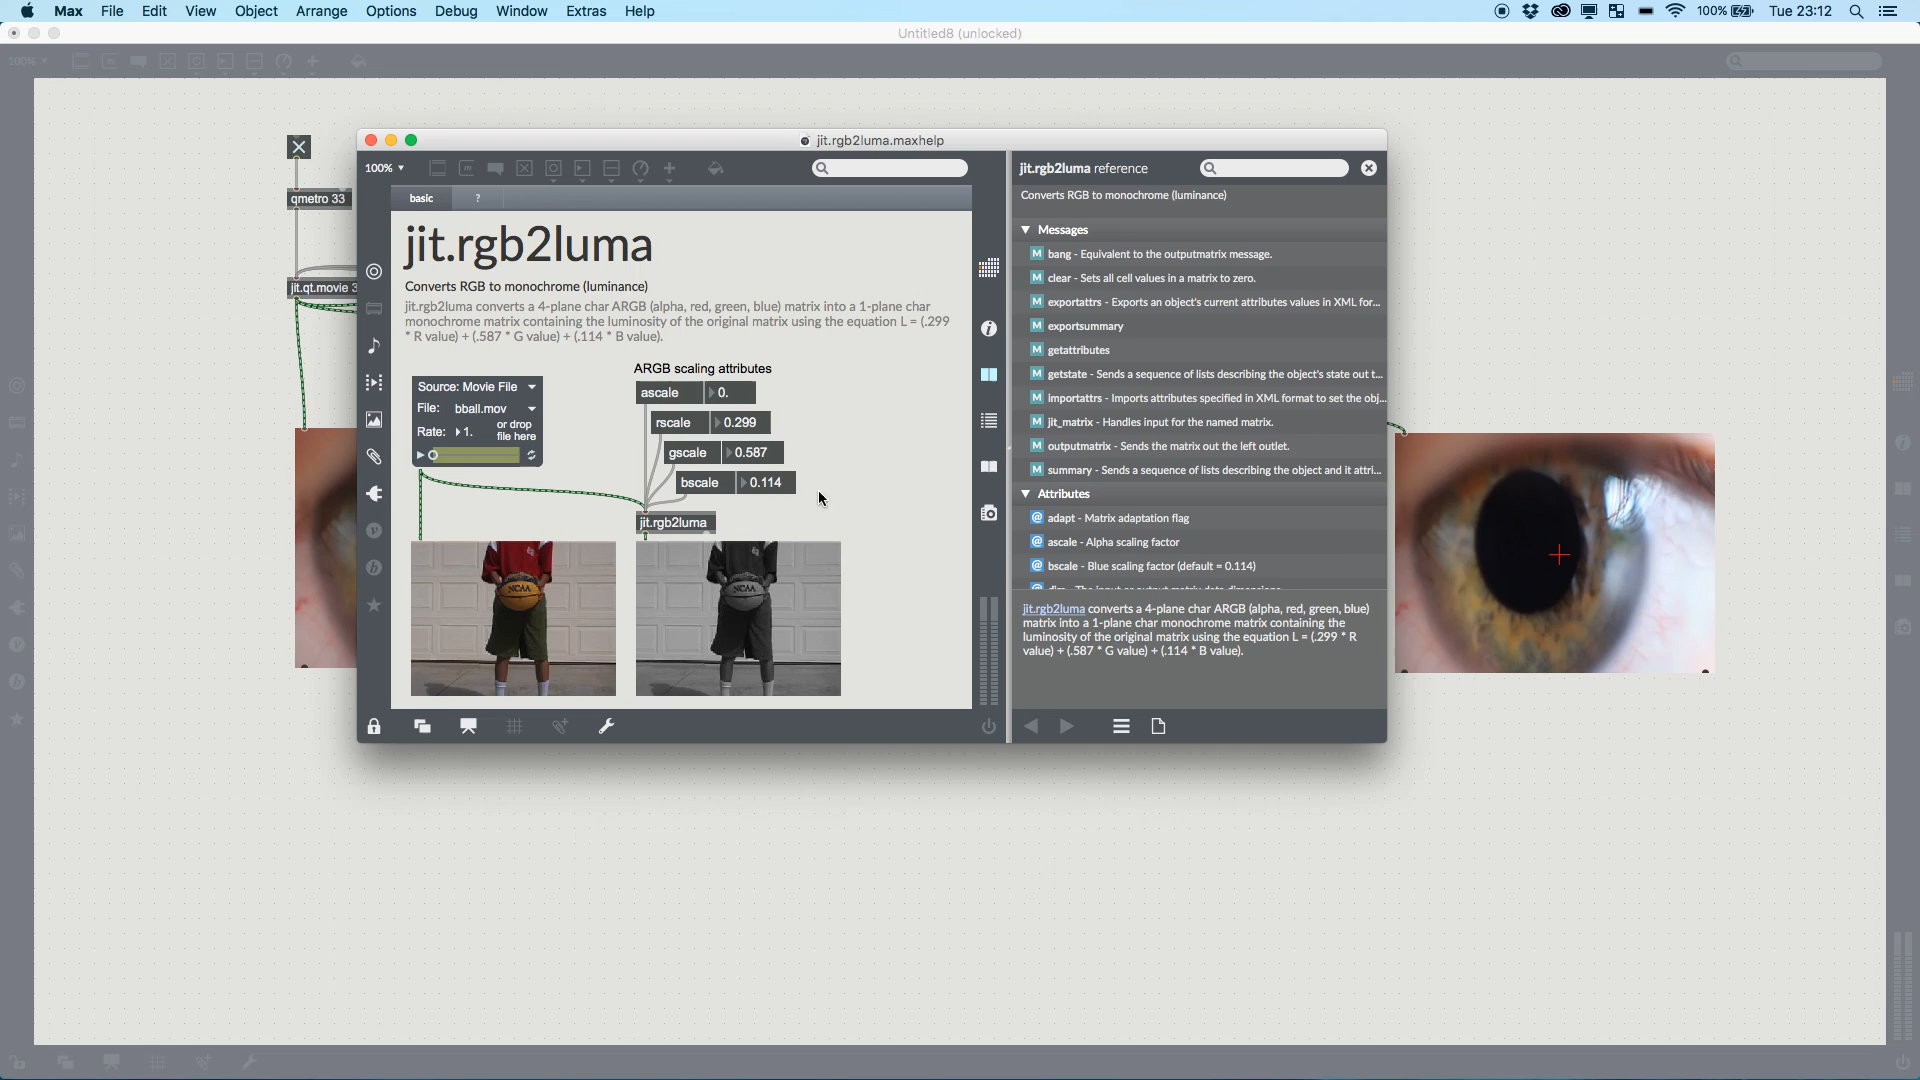 Max File Edit View Object Arrange Options Debug Window Extras Help
100% Tue 23:12
Untitled8 (unlocked)
100%
qmetro 33
jit.qt.movie 3
jit.rgb2luma.maxhelp
100%
basic ?
jit.rgb2luma
Converts RGB to monochrome (luminance)
jit.rgb2luma converts a 4-plane char ARGB (alpha, red, green, blue) matrix into a 1-plane char
monochrome matrix containing the luminosity of the original matrix using the equation L = (.299
* R value) + (.587 * G value) + (.114 * B value).
ARGB scaling attributes
Source: Movie File
File: bball.mov
Rate: 1. or drop
file here
ascale 0.
rscale 0.299
gscale 0.587
bscale 0.114
jit.rgb2luma
NCAA
NCAA
jit.rgb2luma reference
Converts RGB to monochrome (luminance)
Messages
M bang - Equivalent to the outputmatrix message.
M clear - Sets all cell values in a matrix to zero.
M exportattrs - Exports an object's current attributes values in XML for...
M exportsummary
M getattributes
M getstate - Sends a sequence of lists describing the object's state out t...
M importattrs - Imports attributes specified in XML format to set the obj...
M jit_matrix - Handles input for the named matrix.
M outputmatrix - Sends the matrix out the left outlet.
M summary - Sends a sequence of lists describing the object and it attri...
Attributes
@ adapt - Matrix adaptation flag
@ ascale - Alpha scaling factor
@ bscale - Blue scaling factor (default = 0.114)
jit.rgb2luma converts a 4-plane char ARGB (alpha, red, green, blue)
matrix into a 1-plane char monochrome matrix containing the
luminosity of the original matrix using the equation L = (.299 * R
value) + (.587 * G value) + (.114 * B value).